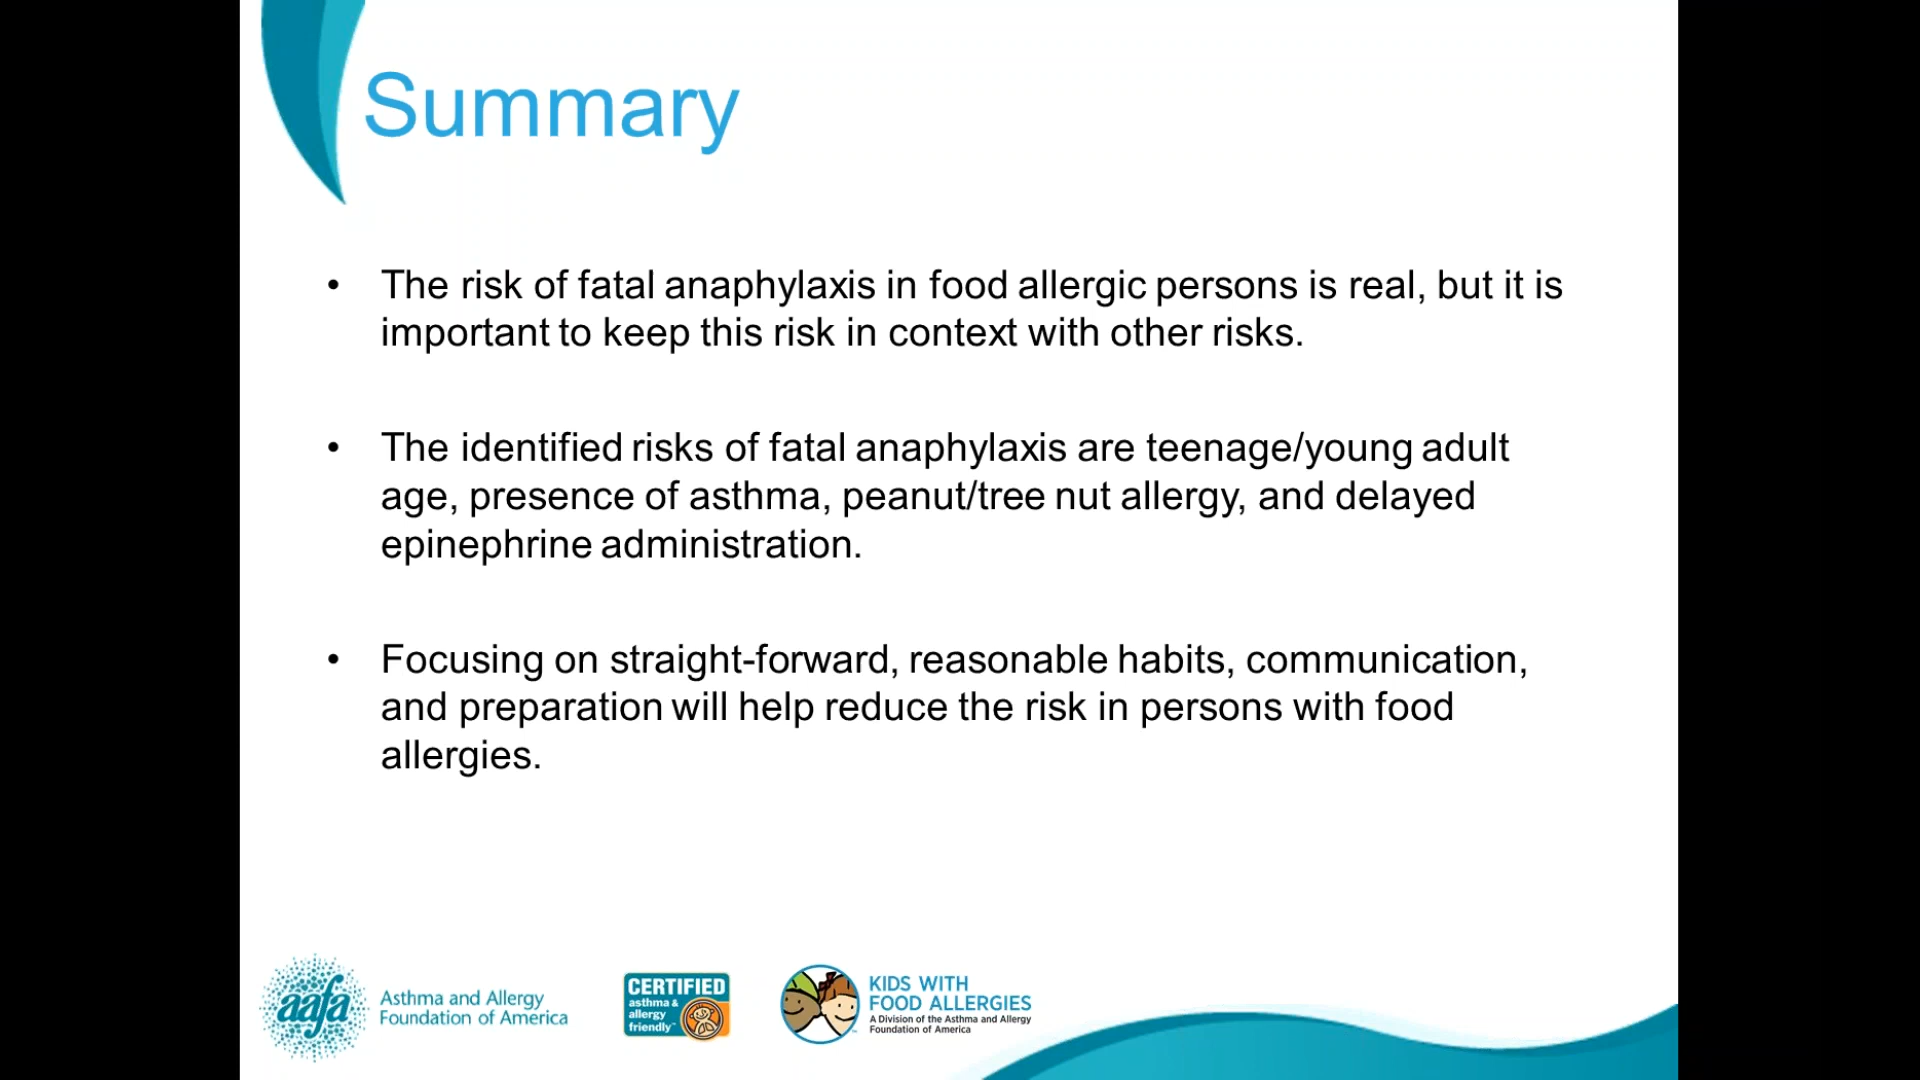 Summary
• The risk of fatal anaphylaxis in food allergic persons is real, but it is
important to keep this risk in context with other risks.
• The identified risks of fatal anaphylaxis are teenage/young adult
age, presence of asthma, peanut/tree nut allergy, and delayed
epinephrine administration.
• Focusing on straight-forward, reasonable habits, communication,
and preparation will help reduce the risk in persons with food
allergies.
aafa
Asthma and Allergy
Foundation of America
CERTIFIED
asthma &
allergy
friendly™
KIDS WITH
FOOD ALLERGIES
A Division of the Asthma and Allergy
Foundation of America